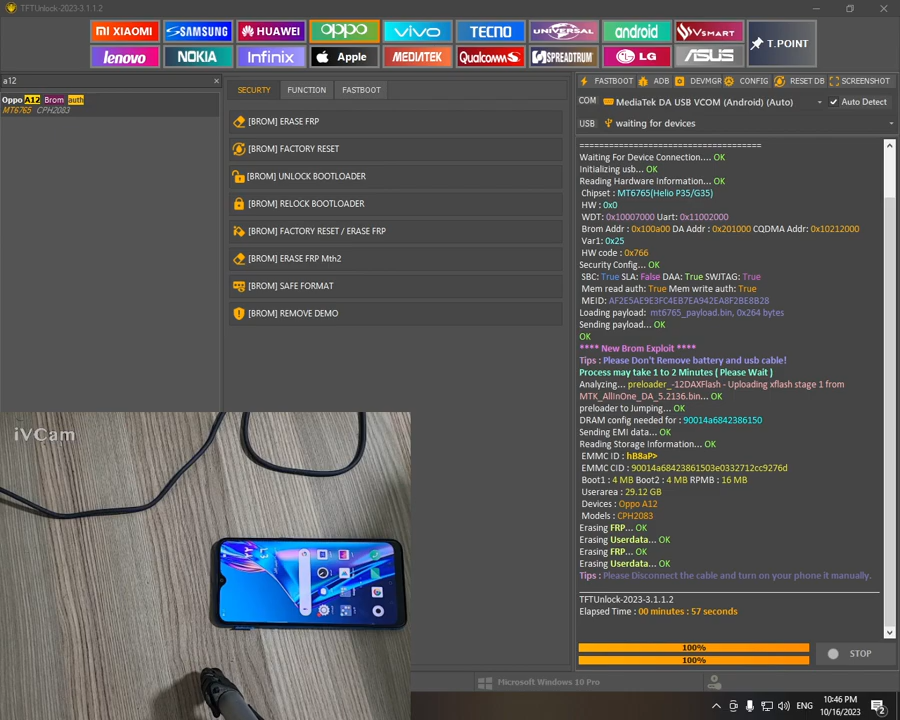 TFTUnlock-2023-3.1.1.2
MI XIAOMI
SAMSUNG
HUAWEI
oppo
vivo
TECNO
UNIVERSAL
android
VSMART
T.POINT
lenovo
NOKIA
Infinix
Apple
MEDIATEK
Qualcomm
SPREADTRUM
LG
ASUS
a12
Oppo A12 Brom auth
MT6765 CPH2083
SECURTY
FUNCTION
FASTBOOT
[BROM] ERASE FRP
[BROM] FACTORY RESET
[BROM] UNLOCK BOOTLOADER
[BROM] RELOCK BOOTLOADER
[BROM] FACTORY RESET / ERASE FRP
[BROM] ERASE FRP Mth2
[BROM] SAFE FORMAT
[BROM] REMOVE DEMO
FASTBOOT
ADB
DEVMGR
CONFIG
RESET DB
SCREENSHOT
COM MediaTek DA USB VCOM (Android) (Auto)
Auto Detect
USB waiting for devices
=====================================
Waiting For Device Connection.... OK
Initializing usb... OK
Reading Hardware Information... OK
Chipset : MT6765(Helio P35/G35)
HW : 0x0
WDT: 0x10007000 Uart: 0x11002000
Brom Addr : 0x100a00 DA Addr : 0x201000 CQDMA Addr: 0x10212000
Var1: 0x25
HW code : 0x766
Security Config... OK
SBC: True SLA: False DAA: True SWJTAG: True
Mem read auth: True Mem write auth: True
MEID: AF2E5AE9E3FC4EB7EA942EA8F2BE8B28
Loading payload: mt6765_payload.bin, 0x264 bytes
Sending payload... OK
OK
**** New Brom Exploit ****
Tips : Please Don't Remove battery and usb cable!
Process may take 1 to 2 Minutes ( Please Wait )
Analyzing... preloader_-12DAXFlash - Uploading xflash stage 1 from
MTK_AllInOne_DA_5.2136.bin... OK
preloader to Jumping... OK
DRAM config needed for : 90014a6842386150
Sending EMI data... OK
Reading Storage Information... OK
EMMC ID : hB8aP>
EMMC CID : 90014a68423861503e0332712cc9276d
Boot1 : 4 MB Boot2 : 4 MB RPMB : 16 MB
Userarea : 29.12 GB
Devices : Oppo A12
Models : CPH2083
Erasing FRP... OK
Erasing Userdata... OK
Erasing FRP... OK
Erasing Userdata... OK
Tips : Please Disconnect the cable and turn on your phone it manually.
TFTUnlock-2023-3.1.1.2
Elapsed Time : 00 minutes : 57 seconds
100%
100%
STOP
iVCam
Microsoft Windows 10 Pro
ENG
10:46 PM
10/16/2023
2